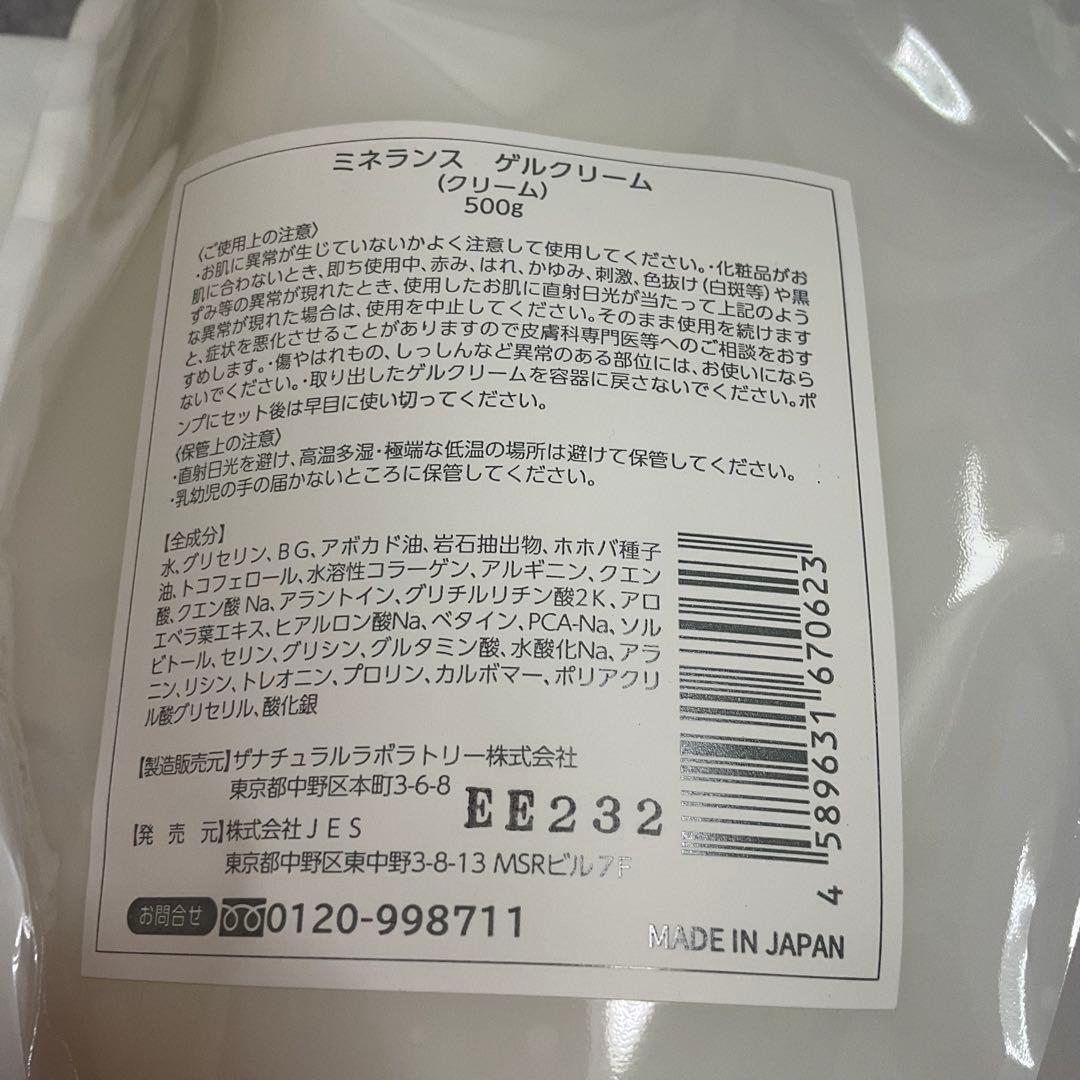 ミネランス　ゲルクリーム
(クリーム)
500g
〈ご使用上の注意〉
・お肌に異常が生じていないかよく注意して使用してください。・化粧品がお
肌に合わないとき、即ち使用中、赤み、はれ、かゆみ、刺激、色抜け(白斑等)や黒
ずみ等の異常が現れたとき、使用したお肌に直射日光が当たって上記のよう
な異常が現れた場合は、使用を中止してください。そのまま使用を続けます
と、症状を悪化させることがありますので皮膚科専門医等へのご相談をおす
すめします。・傷やはれもの、しっしんなど異常のある部位には、お使いになら
ないでください。・取り出したゲルクリームを容器に戻さないでください。ポ
ンプにセット後は早目に使い切ってください。
〈保管上の注意〉
・直射日光を避け、高温多湿・極端な低温の場所は避けて保管してください。
・乳幼児の手の届かないところに保管してください。
【全成分】
水、グリセリン、BG、アボカド油、岩石抽出物、ホホバ種子
油、トコフェロール、水溶性コラーゲン、アルギニン、クエン
酸、クエン酸Na、アラントイン、グリチルリチン酸2K、アロ
エベラ葉エキス、ヒアルロン酸Na、ベタイン、PCA-Na、ソル
ビトール、セリン、グリシン、グルタミン酸、水酸化Na、アラ
ニン、リシン、トレオニン、プロリン、カルボマー、ポリアクリ
ル酸グリセリル、酸化銀
【製造販売元】ザナチュラルラボラトリー株式会社
東京都中野区本町3-6-8
EE232
【発　売　元】株式会社JES
東京都中野区東中野3-8-13 MSRビル7F
お問合せ 0120-998711
MADE IN JAPAN
4 589631 670623